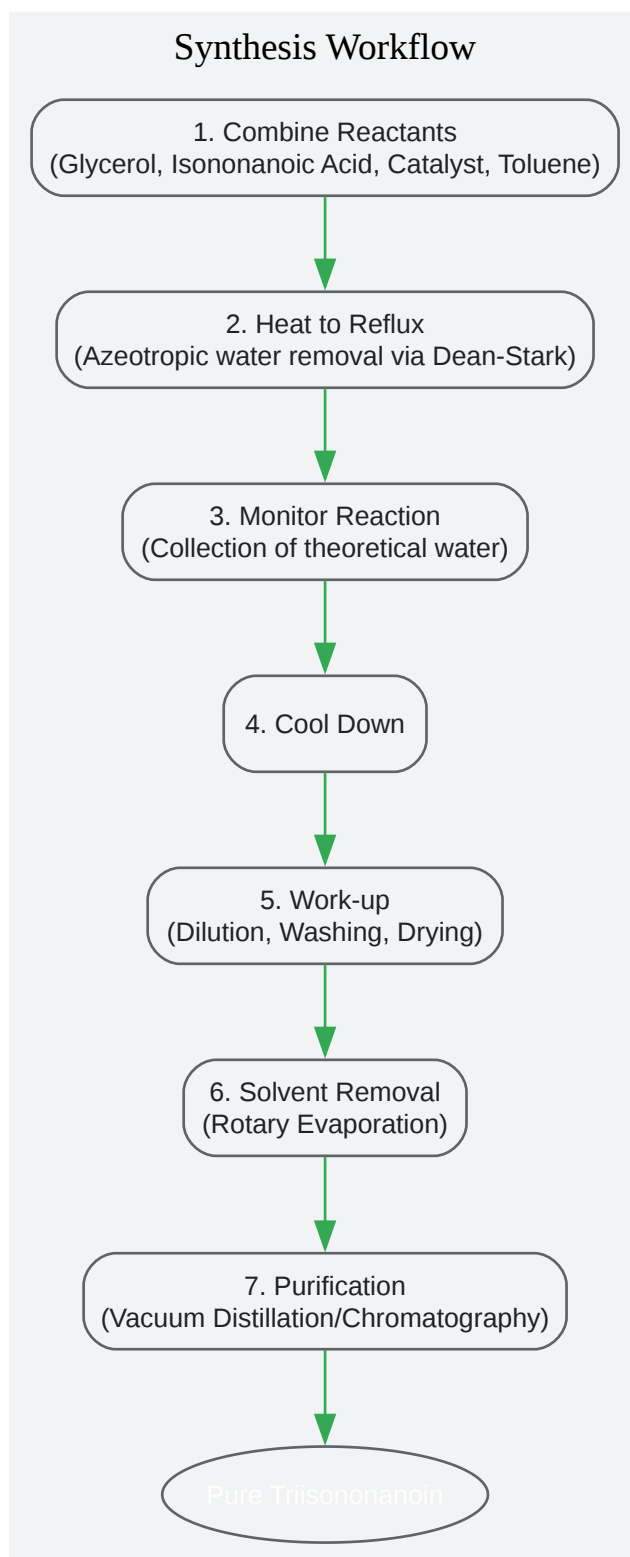 Synthesis Workflow
1. Combine Reactants
(Glycerol, Isononanoic Acid, Catalyst, Toluene)
2. Heat to Reflux
(Azeotropic water removal via Dean-Stark)
3. Monitor Reaction
(Collection of theoretical water)
4. Cool Down
5. Work-up
(Dilution, Washing, Drying)
6. Solvent Removal
(Rotary Evaporation)
7. Purification
(Vacuum Distillation/Chromatography)
Pure Triisononanoin